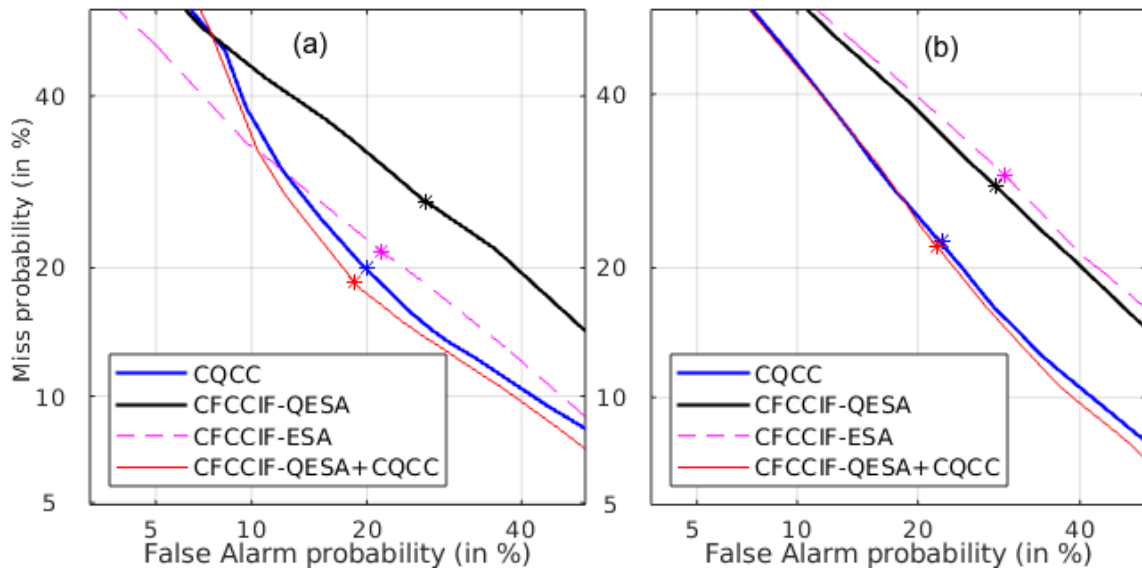 (a)
Miss probability (in %)
40
20
10
5
CQCC
CFCCIF-QESA
CFCCIF-ESA
CFCCIF-QESA+CQCC
5 10 20 40
False Alarm probability (in %)
(b)
40
20
10
5
CQCC
CFCCIF-QESA
CFCCIF-ESA
CFCCIF-QESA+CQCC
5 10 20 40
False Alarm probability (in %)